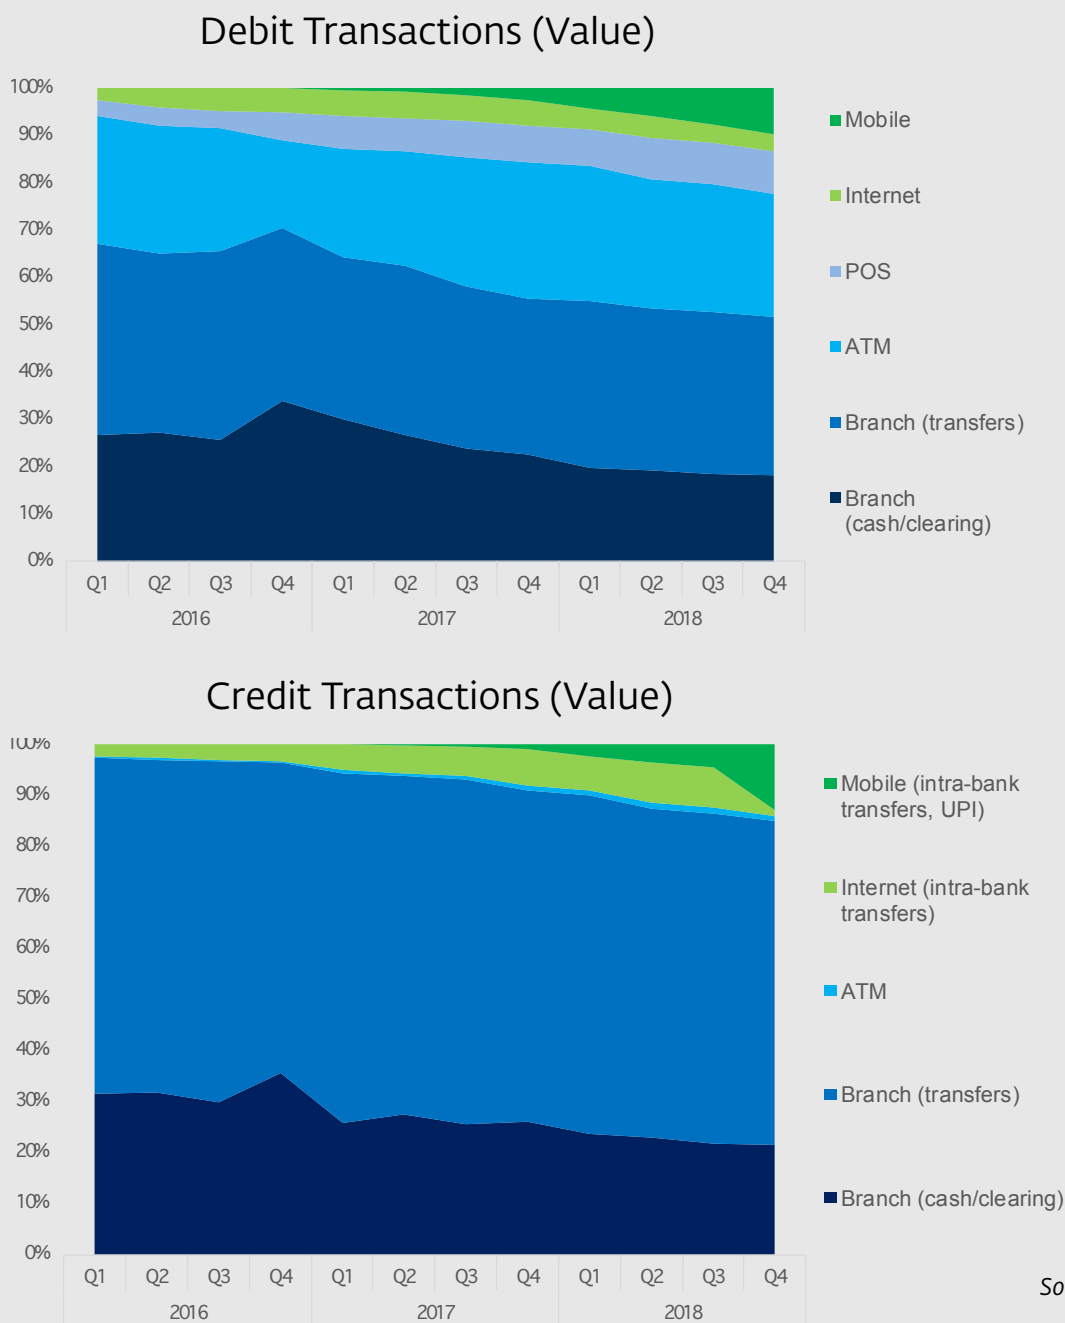 Debit Transactions (Value)
100%
90%
80%
70%
60%
50%
40%
30%
20%
10%
0%
Q1 Q2 Q3 Q4 Q1 Q2 Q3 Q4 Q1 Q2 Q3 Q4
2016 2017 2018
Mobile
Internet
POS
ATM
Branch (transfers)
Branch
(cash/clearing)
Credit Transactions (Value)
100%
90%
80%
70%
60%
50%
40%
30%
20%
10%
0%
Q1 Q2 Q3 Q4 Q1 Q2 Q3 Q4 Q1 Q2 Q3 Q4
2016 2017 2018
Mobile (intra-bank
transfers, UPI)
Internet (intra-bank
transfers)
ATM
Branch (transfers)
Branch (cash/clearing)
So